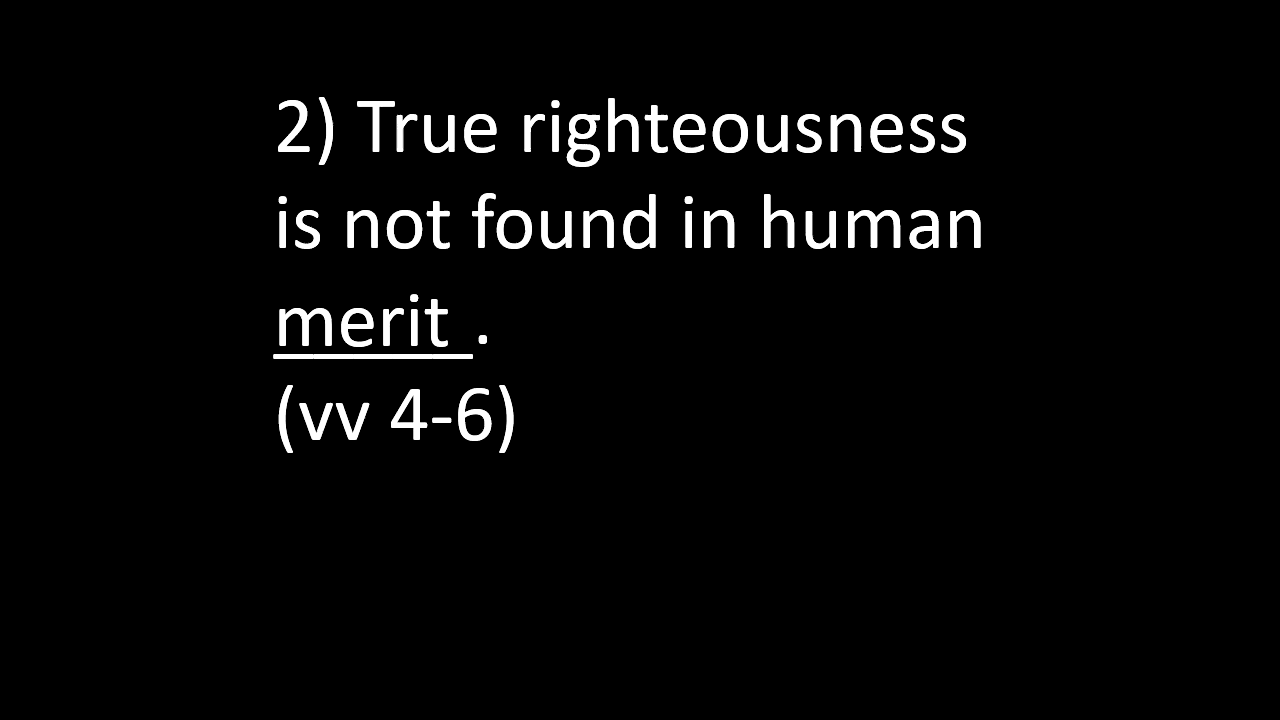 2) True righteousness
is not found in human
merit .
(vv 4-6)